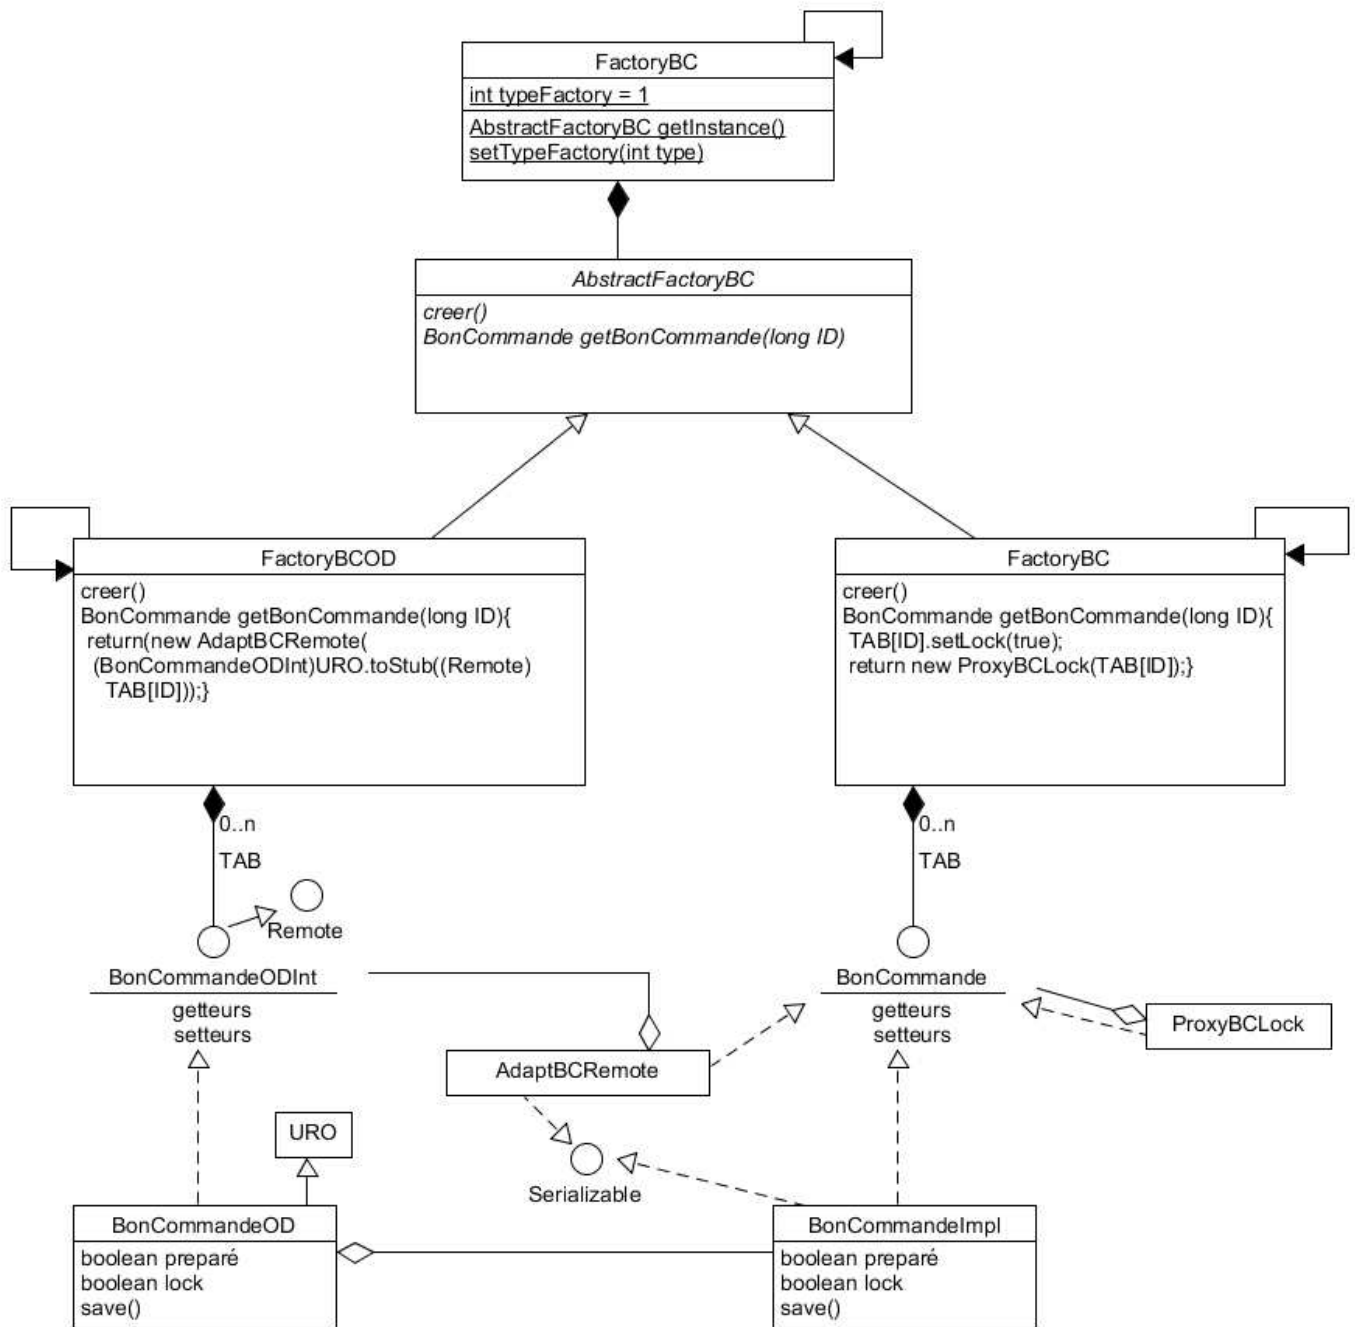 FactoryBC
int typeFactory = 1
AbstractFactoryBC getInstance()
setTypeFactory(int type)
AbstractFactoryBC
creer()
BonCommande getBonCommande(long ID)
FactoryBCOD
creer()
BonCommande getBonCommande(long ID){
return(new AdaptBCRemote(
(BonCommandeODInt)URO.toStub((Remote)
TAB[ID]));}
FactoryBC
creer()
BonCommande getBonCommande(long ID){
TAB[ID].setLock(true);
return new ProxyBCLock(TAB[ID]);}
0..n
TAB
0..n
TAB
Remote
BonCommandeODInt
getteurs
setteurs
BonCommande
getteurs
setteurs
ProxyBCLock
AdaptBCRemote
URO
Serializable
BonCommandeOD
boolean preparé
boolean lock
save()
BonCommandeImpl
boolean preparé
boolean lock
save()